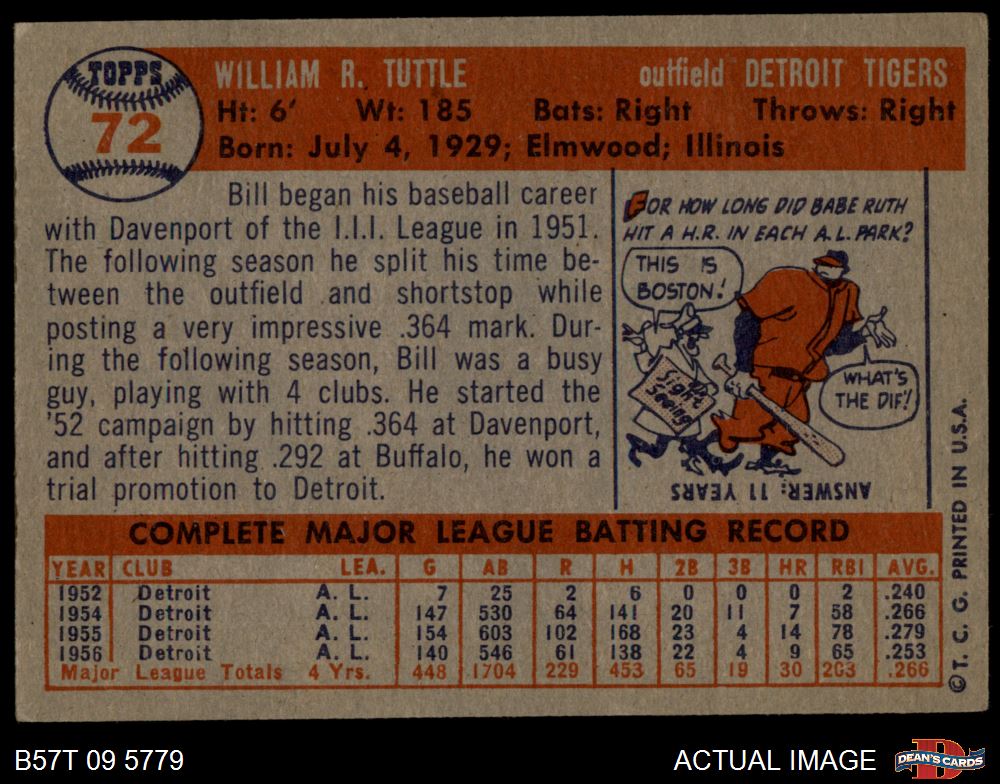 TOPPS
72
WILLIAM R. TUTTLE outfield DETROIT TIGERS
Ht: 6' Wt: 185 Bats: Right Throws: Right
Born: July 4, 1929; Elmwood; Illinois
Bill began his baseball career
with Davenport of the I.I.I. League in 1951.
The following season he split his time be-
tween the outfield and shortstop while
posting a very impressive .364 mark. Dur-
ing the following season, Bill was a busy
guy, playing with 4 clubs. He started the
'52 campaign by hitting .364 at Davenport,
and after hitting .292 at Buffalo, he won a
trial promotion to Detroit.
FOR HOW LONG DID BABE RUTH
HIT A H.R. IN EACH A.L. PARK?
THIS IS
BOSTON!
Sight
Seeing
WHAT'S
THE DIF!
ANSWER: 11 YEARS
COMPLETE MAJOR LEAGUE BATTING RECORD
YEAR CLUB LEA. G AB R H 2B 3B HR RBI AVG.
1952 Detroit A. L. 7 25 2 6 0 0 0 2 .240
1954 Detroit A. L. 147 530 64 141 20 11 7 58 .266
1955 Detroit A. L. 154 603 102 168 23 4 14 78 .279
1956 Detroit A. L. 140 546 61 138 22 4 9 65 .253
Major League Totals 4 Yrs. 448 1704 229 453 65 19 30 203 .266
© T. C. G. PRINTED IN U.S.A.
B57T 09 5779 ACTUAL IMAGE
DEAN'S CARDS